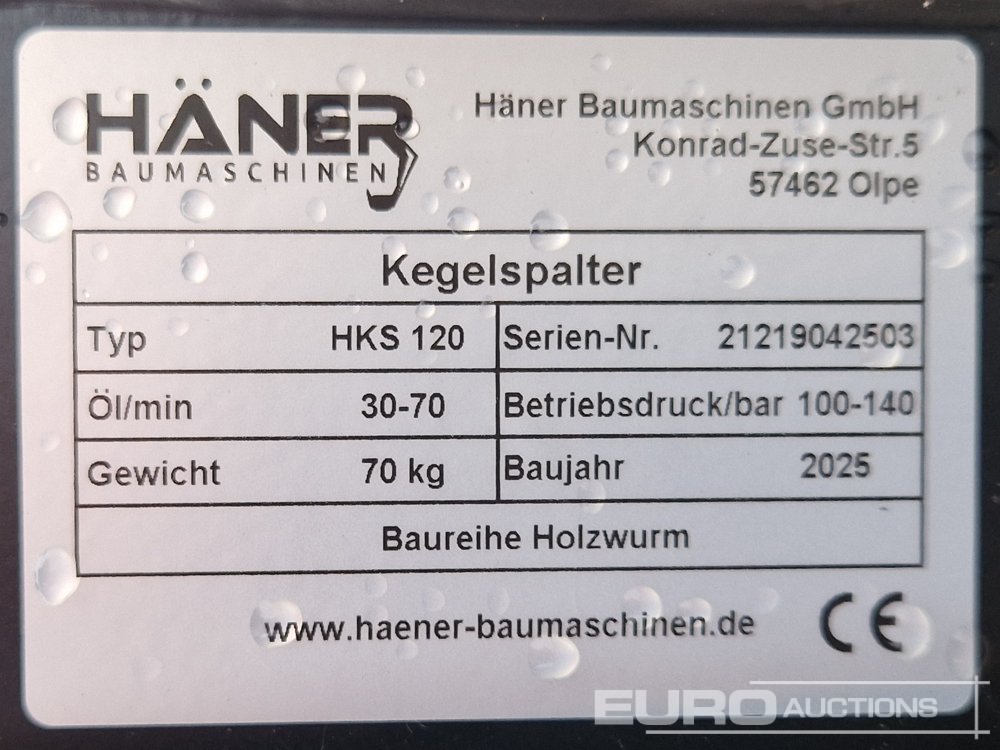 HÄNER
BAUMASCHINEN
Häner Baumaschinen GmbH
Konrad-Zuse-Str.5
57462 Olpe
Kegelspalter
Typ HKS 120 Serien-Nr. 21219042503
Öl/min 30-70 Betriebsdruck/bar 100-140
Gewicht 70 kg Baujahr 2025
Baureihe Holzwurm
www.haener-baumaschinen.de CE
EURO AUCTIONS